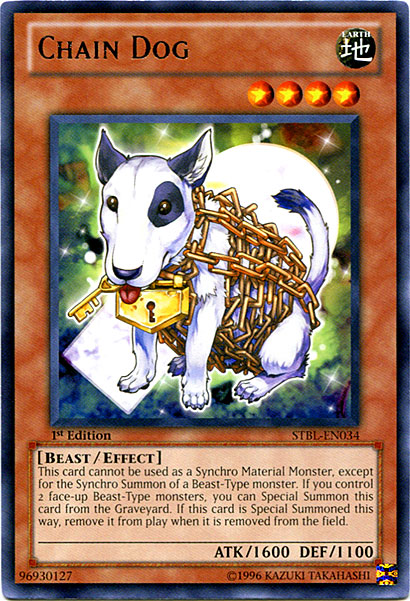 CHAIN DOG
EARTH
地
1st Edition
STBL-EN034
[BEAST/EFFECT]
This card cannot be used as a Synchro Material Monster, except
for the Synchro Summon of a Beast-Type monster. If you control
2 face-up Beast-Type monsters, you can Special Summon this
card from the Graveyard. If this card is Special Summoned this
way, remove it from play when it is removed from the field.
ATK/1600 DEF/1100
96930127
©1996 KAZUKI TAKAHASHI